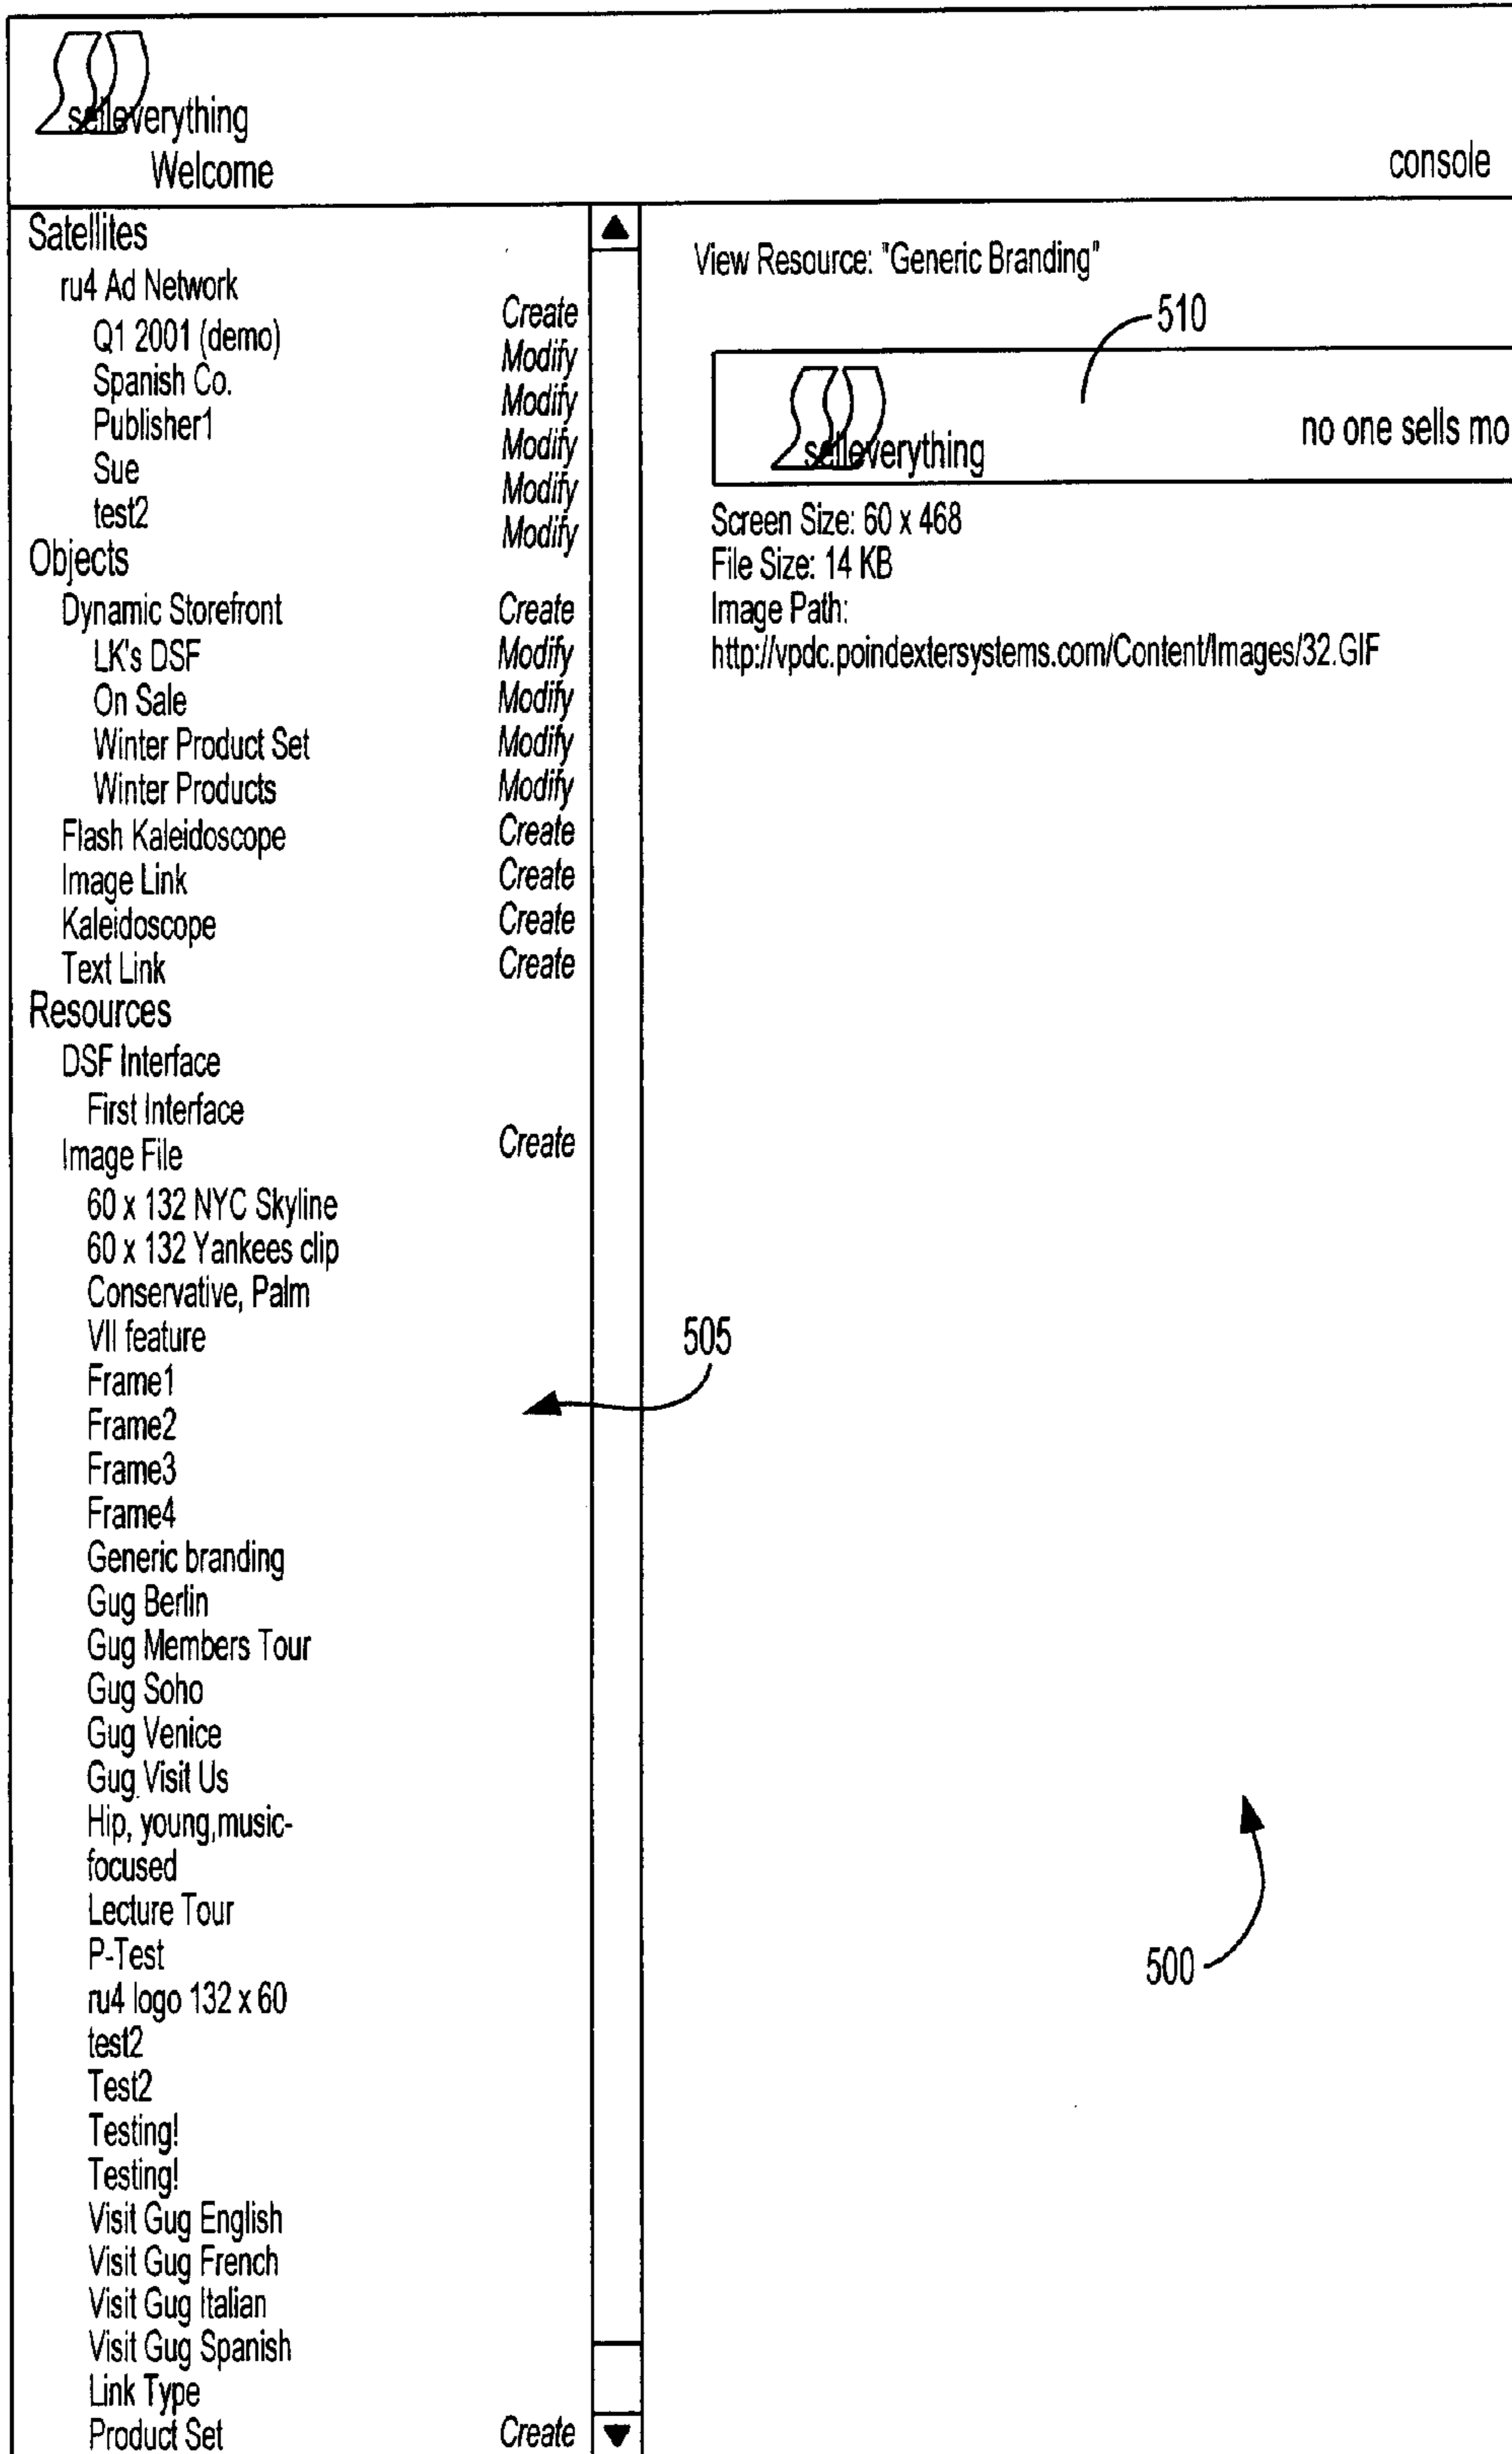 selleverything
Welcome
console
Satellites
ru4 Ad Network Create
Q1 2001 (demo) Modify
Spanish Co. Modify
Publisher1 Modify
Sue Modify
test2 Modify
Objects
Dynamic Storefront Create
LK's DSF Modify
On Sale Modify
Winter Product Set Modify
Winter Products Modify
Flash Kaleidoscope Create
Image Link Create
Kaleidoscope Create
Text Link Create
Resources
DSF Interface
First Interface
Image File Create
60 x 132 NYC Skyline
60 x 132 Yankees clip
Conservative, Palm
VII feature
Frame1
Frame2
Frame3
Frame4
Generic branding
Gug Berlin
Gug Members Tour
Gug Soho
Gug Venice
Gug Visit Us
Hip, young,music-
focused
Lecture Tour
P-Test
ru4 logo 132 x 60
test2
Test2
Testing!
Testing!
Visit Gug English
Visit Gug French
Visit Gug Italian
Visit Gug Spanish
Link Type
Product Set Create
View Resource: "Generic Branding"
510
selleverything
no one sells mo
Screen Size: 60 x 468
File Size: 14 KB
Image Path:
http://vpdc.poindextersystems.com/Content/Images/32.GIF
505
500